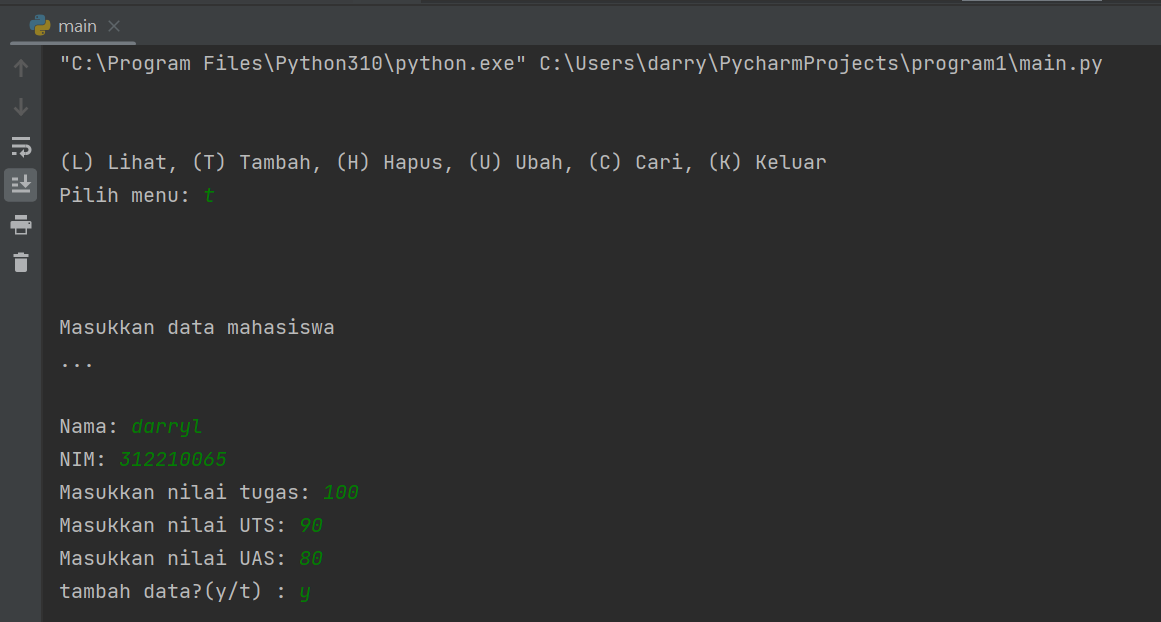 main
"C:\Program Files\Python310\python.exe" C:\Users\darry\PycharmProjects\program1\main.py
(L) Lihat, (T) Tambah, (H) Hapus, (U) Ubah, (C) Cari, (K) Keluar
Pilih menu: t
Masukkan data mahasiswa
...
Nama: darryl
NIM: 312210065
Masukkan nilai tugas: 100
Masukkan nilai UTS: 90
Masukkan nilai UAS: 80
tambah data?(y/t) : y